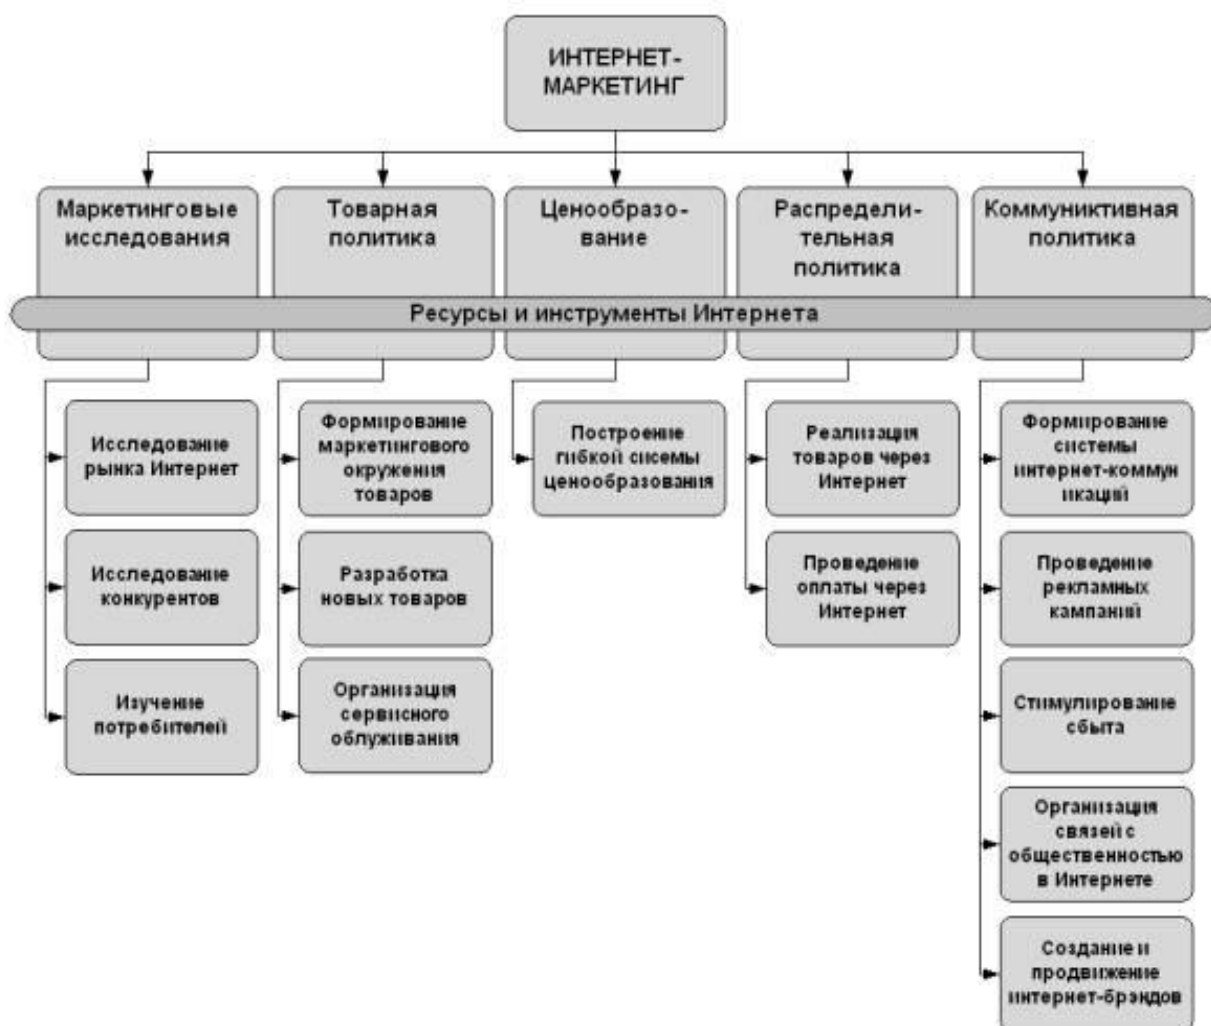 ИНТЕРНЕТ-
МАРКЕТИНГ
Маркетинговые
исследования
Товарная
политика
Ценообразо-
вание
Распредели-
тельная
политика
Коммуниктивная
политика
Ресурсы и инструменты Интернета
Исследование
рынка Интернет
Исследование
конкурентов
Изучение
потребителей
Формирование
маркетингового
окружения
товаров
Разработка
новых товаров
Организация
сервисного
облуживания
Построение
гибкой сисемы
ценообразования
Реализация
товаров через
Интернет
Проведение
оплаты через
Интернет
Формирование
системы
интернет-коммун
икаций
Проведение
рекламных
кампаний
Стимулирование
сбыта
Организация
связей с
общественностью
в Интернете
Создание и
продвижение
интернет-брэндов